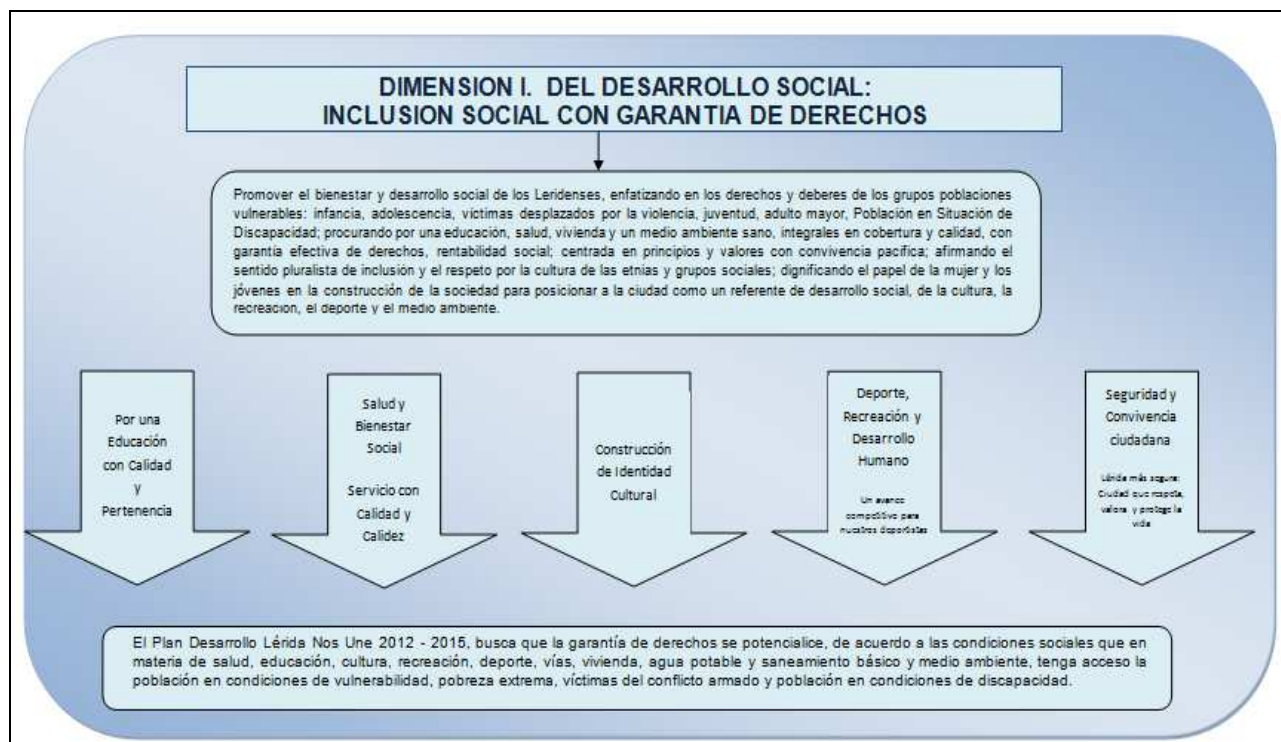 DIMENSION I. DEL DESARROLLO SOCIAL:
INCLUSION SOCIAL CON GARANTIA DE DERECHOS
Promover el bienestar y desarrollo social de los Leridenses, enfatizando en los derechos y deberes de los grupos poblaciones
vulnerables: infancia, adolescencia, víctimas desplazados por la violencia, juventud, adulto mayor, Población en Situación de
Discapacidad; procurando por una educación, salud, vivienda y un medio ambiente sano, integrales en cobertura y calidad, con
garantía efectiva de derechos, rentabilidad social; centrada en principios y valores con convivencia pacífica; afirmando el
sentido pluralista de inclusión y el respeto por la cultura de las etnias y grupos sociales; dignificando el papel de la mujer y los
jóvenes en la construcción de la sociedad para posicionar a la ciudad como un referente de desarrollo social, de la cultura, la
recreación, el deporte y el medio ambiente.
Por una
Educación
con Calidad
y
Pertenencia
Salud y
Bienestar
Social
Servicio con
Calidad y
Calidez
Construcción
de Identidad
Cultural
Deporte,
Recreación y
Desarrollo
Humano
Un avance
competitivo para
nuestros deportistas
Seguridad y
Convivencia
ciudadana
Lérida más segura:
Ciudad que respeta,
valora y protege la
vida
El Plan Desarrollo Lérida Nos Une 2012 - 2015, busca que la garantía de derechos se potencialice, de acuerdo a las condiciones sociales que en
materia de salud, educación, cultura, recreación, deporte, vías, vivienda, agua potable y saneamiento básico y medio ambiente, tenga acceso la
población en condiciones de vulnerabilidad, pobreza extrema, víctimas del conflicto armado y población en condiciones de discapacidad.